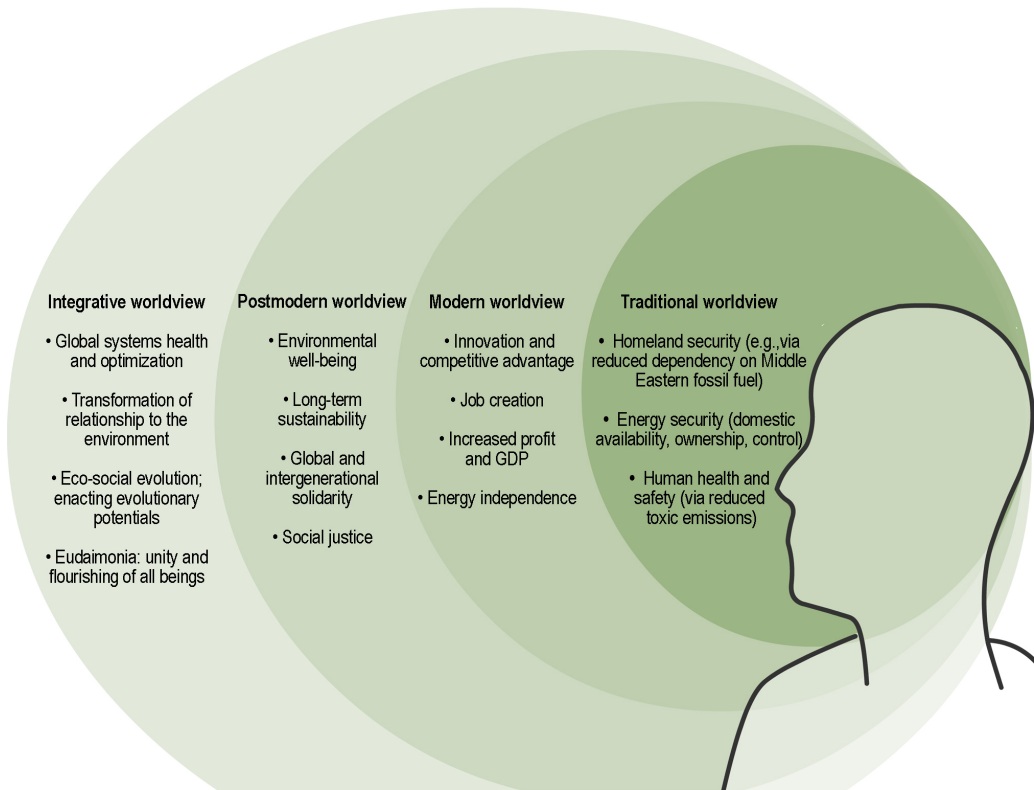 Integrative worldview
• Global systems health
and optimization
• Transformation of
relationship to the
environment
• Eco-social evolution;
enacting evolutionary
potentials
• Eudaimonia: unity and
flourishing of all beings
Postmodern worldview
• Environmental
well-being
• Long-term
sustainability
• Global and
intergenerational
solidarity
• Social justice
Modern worldview
• Innovation and
competitive advantage
• Job creation
• Increased profit
and GDP
• Energy independence
Traditional worldview
• Homeland security (e.g.,via
reduced dependency on Middle
Eastern fossil fuel)
• Energy security (domestic
availability, ownership, control)
• Human health and
safety (via reduced
toxic emissions)